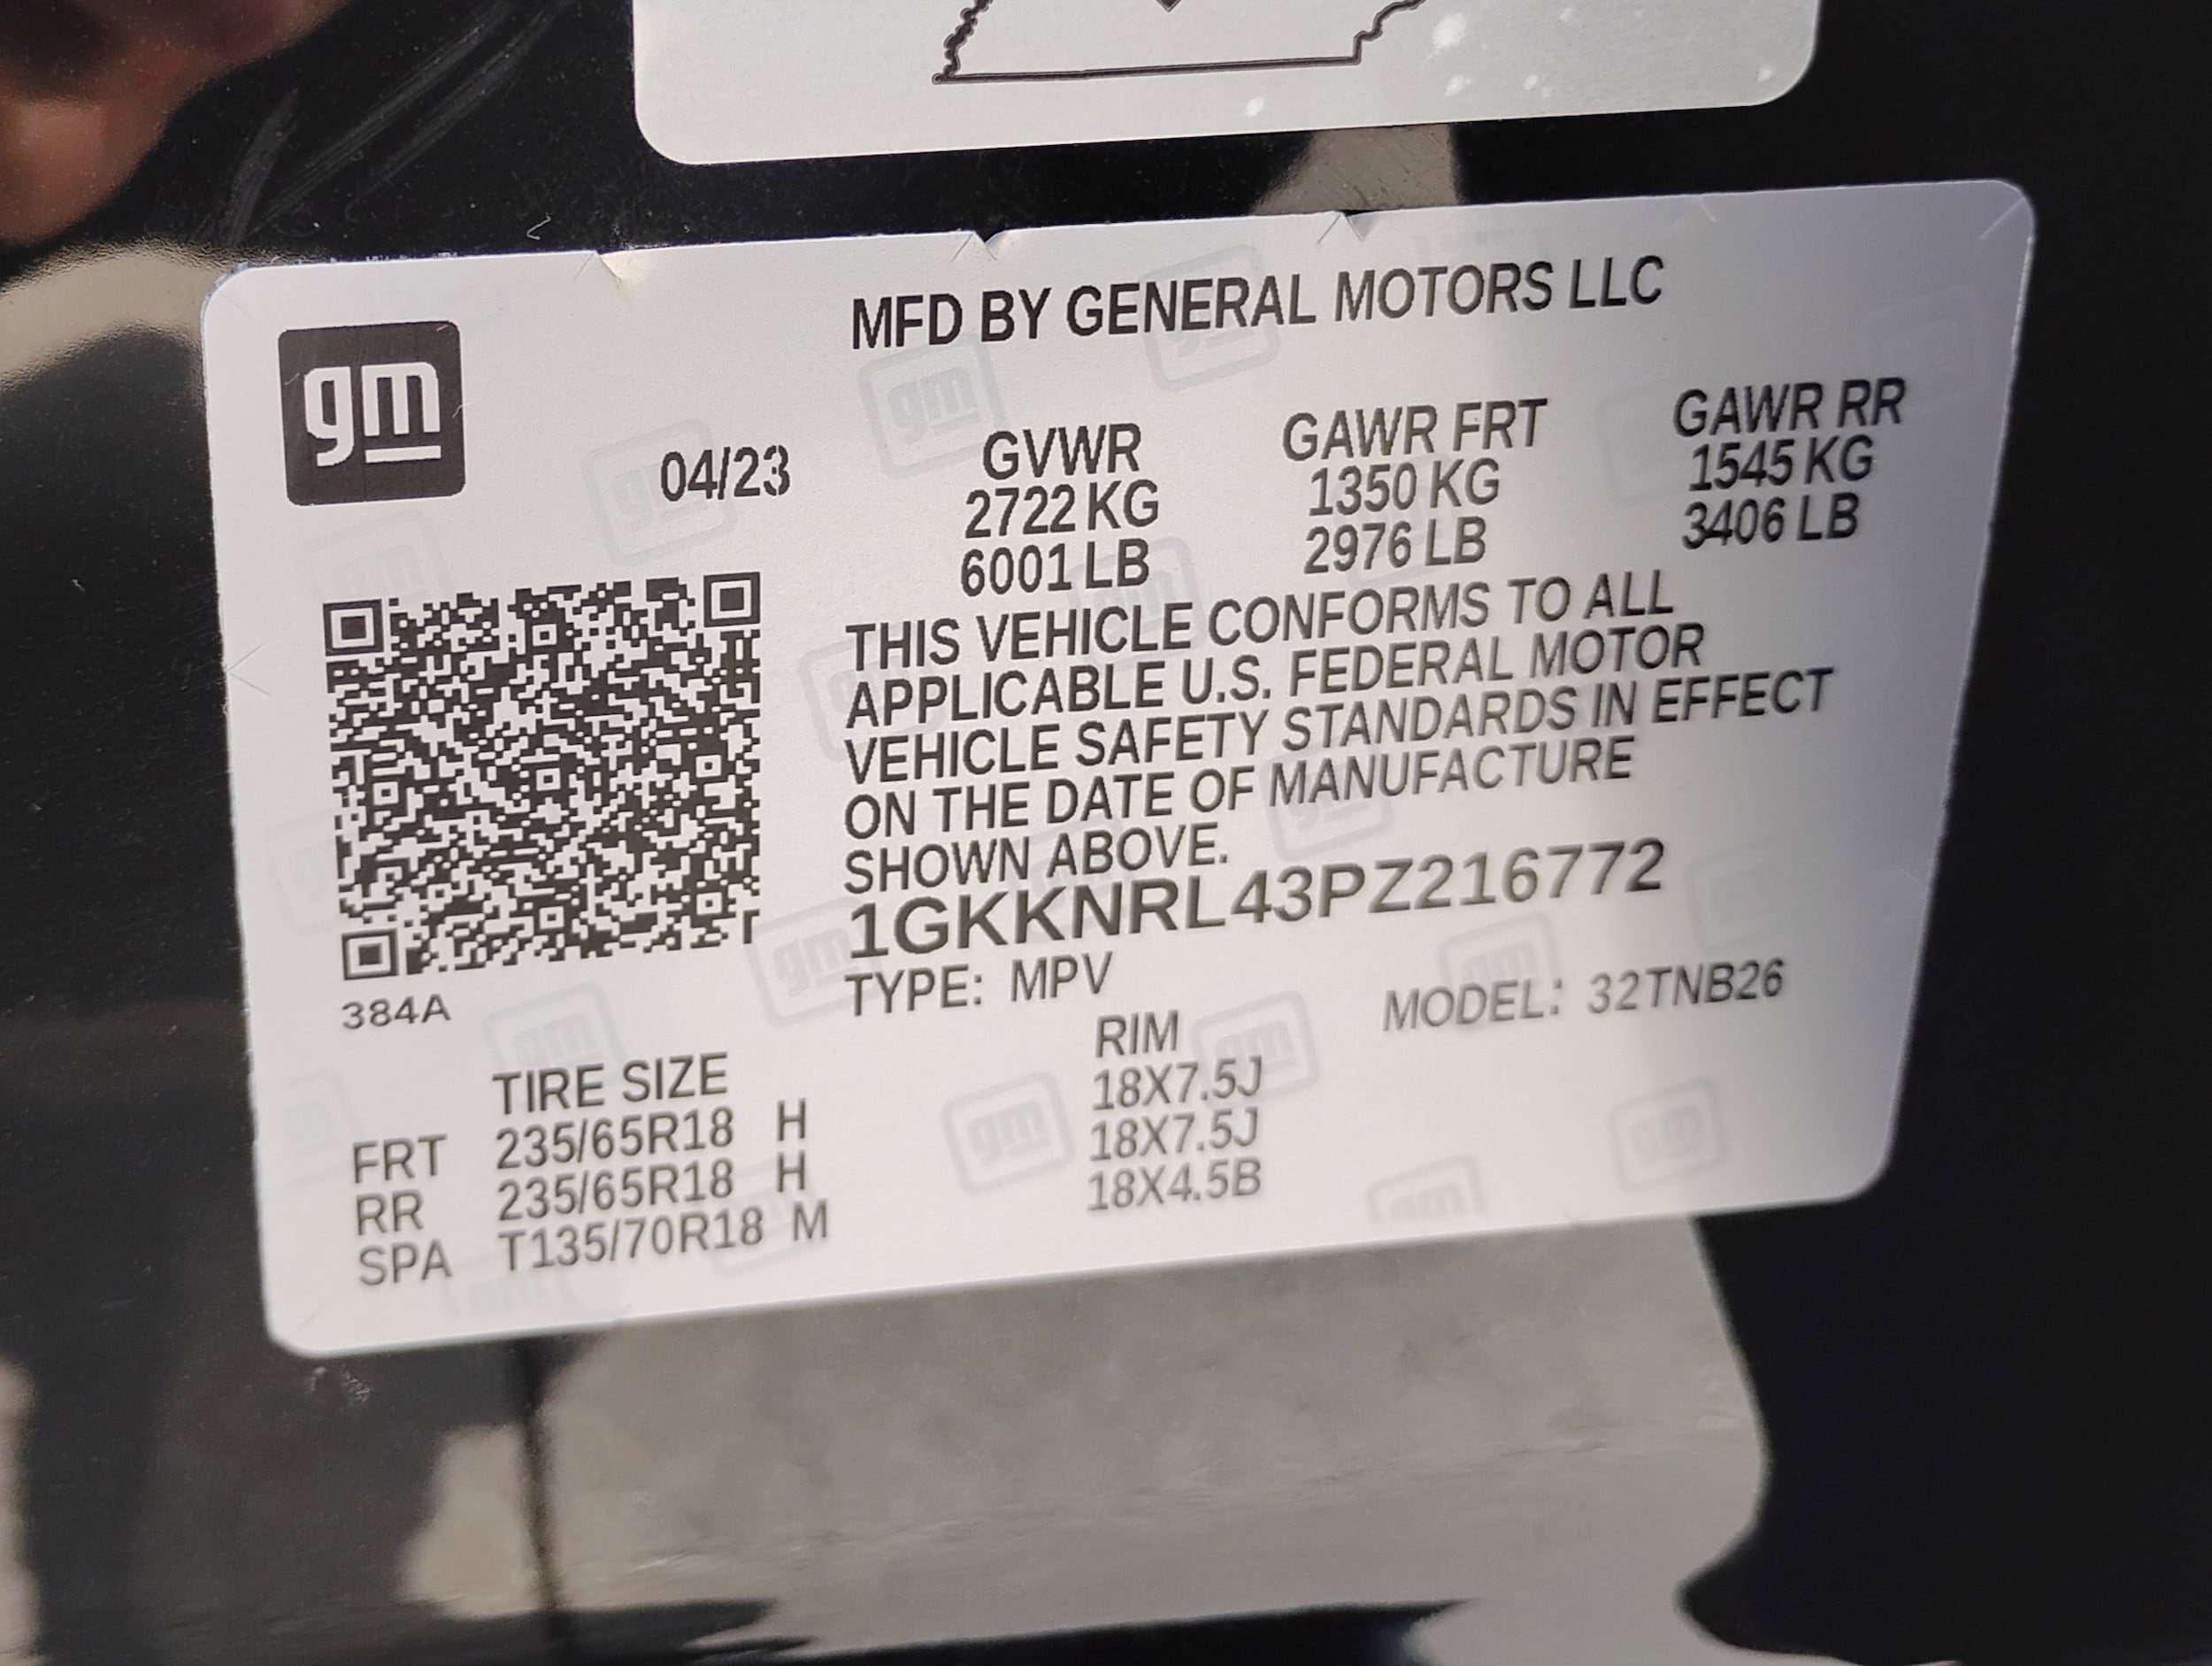 MFD BY GENERAL MOTORS LLC
gm
04/23
GVWR GAWR FRT GAWR RR
2722 KG 1350 KG 1545 KG
6001 LB 2976 LB 3406 LB
THIS VEHICLE CONFORMS TO ALL
APPLICABLE U.S. FEDERAL MOTOR
VEHICLE SAFETY STANDARDS IN EFFECT
ON THE DATE OF MANUFACTURE
SHOWN ABOVE.
1GKKNRL43PZ216772
TYPE: MPV MODEL: 32TNB26
384A
TIRE SIZE RIM
FRT 235/65R18 H 18X7.5J
RR 235/65R18 H 18X7.5J
SPA T135/70R18 M 18X4.5B